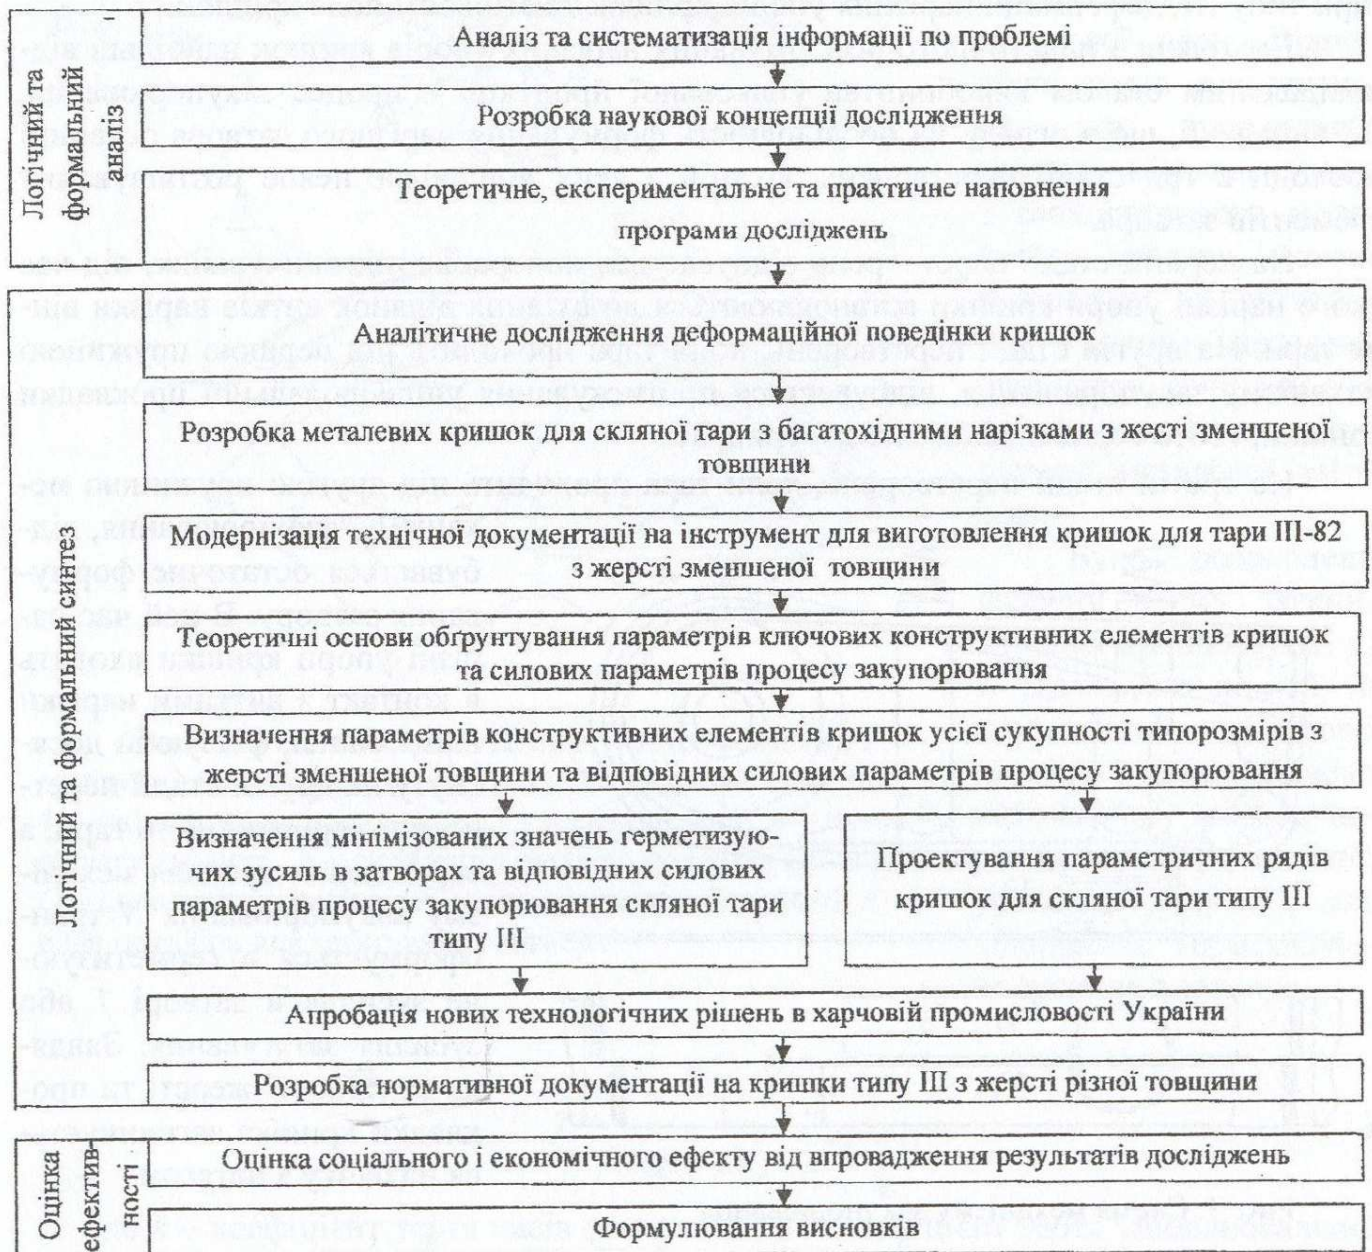 Логічний та
формальний
аналіз
Аналіз та систематизація інформації по проблемі
Розробка наукової концепції дослідження
Теоретичне, експериментальне та практичне наповнення
програми досліджень
Логічний та формальний синтез
Аналітичне дослідження деформаційної поведінки кришок
Розробка металевих кришок для скляної тари з багатохідними нарізками з жесті зменшеної
товщини
Модернізація технічної документації на інструмент для виготовлення кришок для тари III-82
з жерсті зменшеної товщини
Теоретичні основи обґрунтування параметрів ключових конструктивних елементів кришок
та силових параметрів процесу закупорювання
Визначення параметрів конструктивних елементів кришок усієї сукупності типорозмірів з
жерсті зменшеної товщини та відповідних силових параметрів процесу закупорювання
Визначення мінімізованих значень герметизую-
чих зусиль в затворах та відповідних силових
параметрів процесу закупорювання скляної тари
типу III
Проектування параметричних рядів
кришок для скляної тари типу III
Апробація нових технологічних рішень в харчовій промисловості України
Розробка нормативної документації на кришки типу III з жерсті різної товщини
Оцінка
ефектив-
ності
Оцінка соціального і економічного ефекту від впровадження результатів досліджень
Формулювання висновків